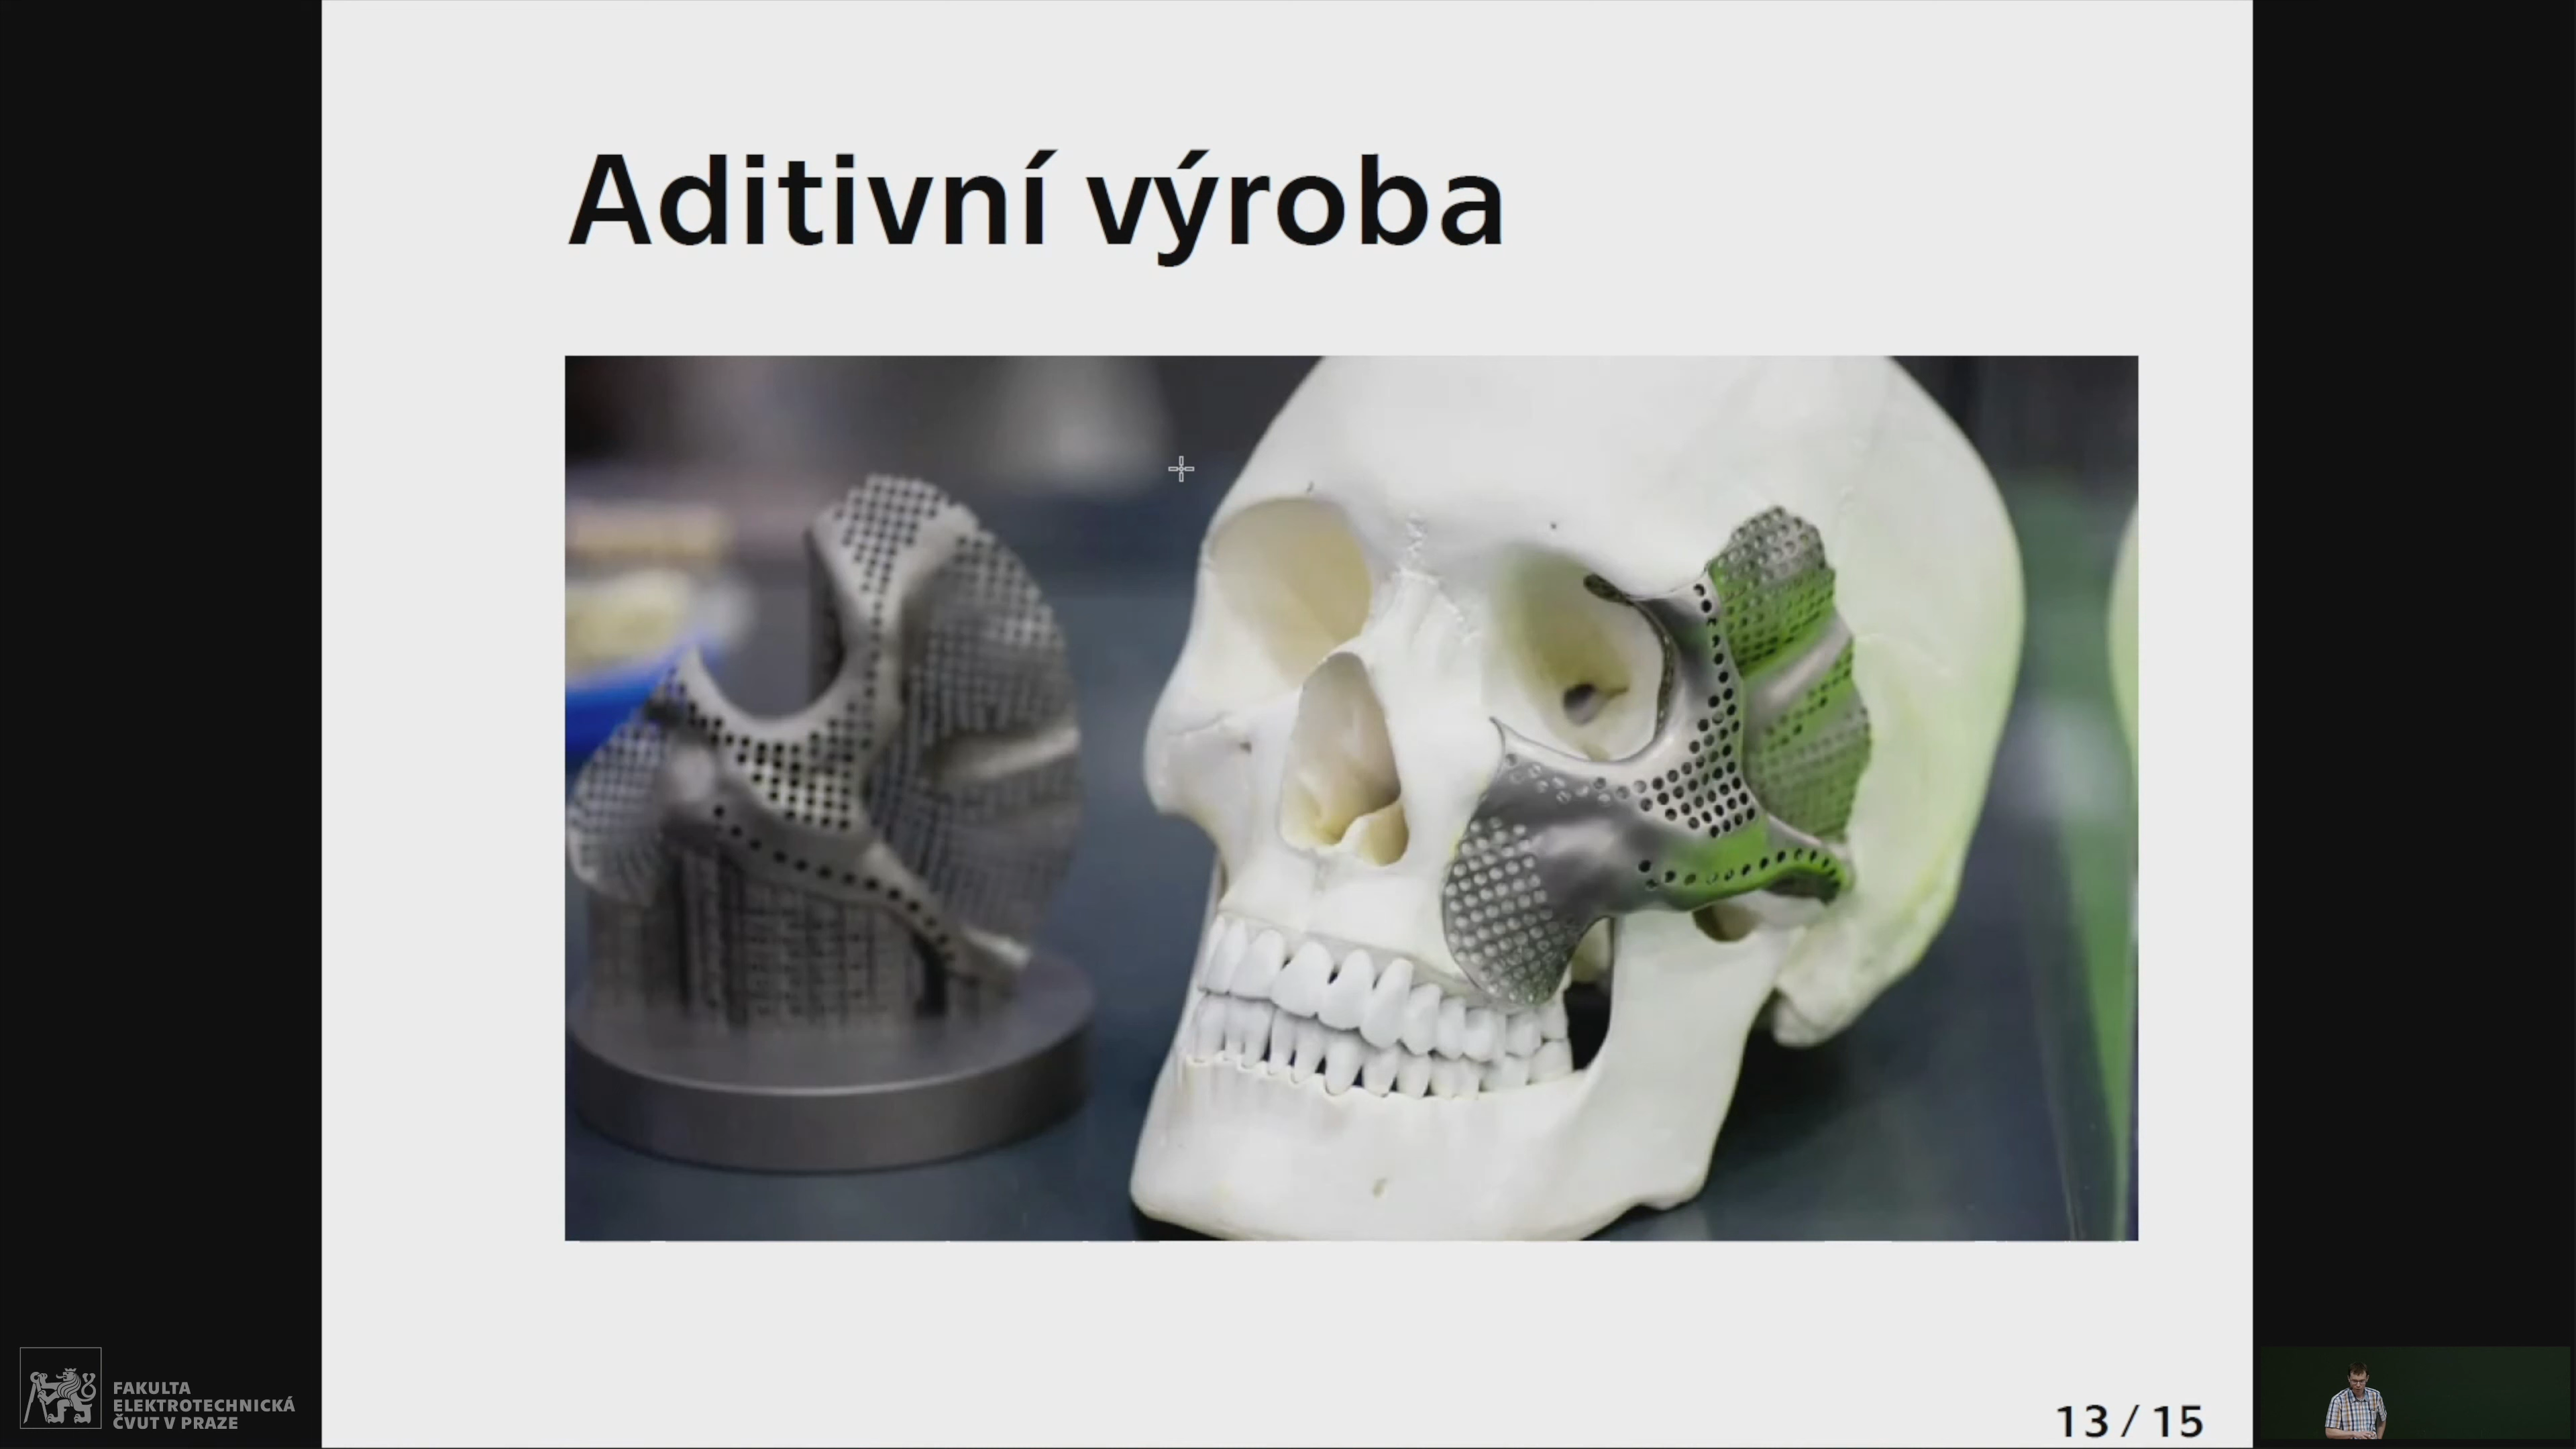 Aditivní výroba
FAKULTA
ELEKTROTECHNICKÁ
ČVUT V PRAZE
13 / 15